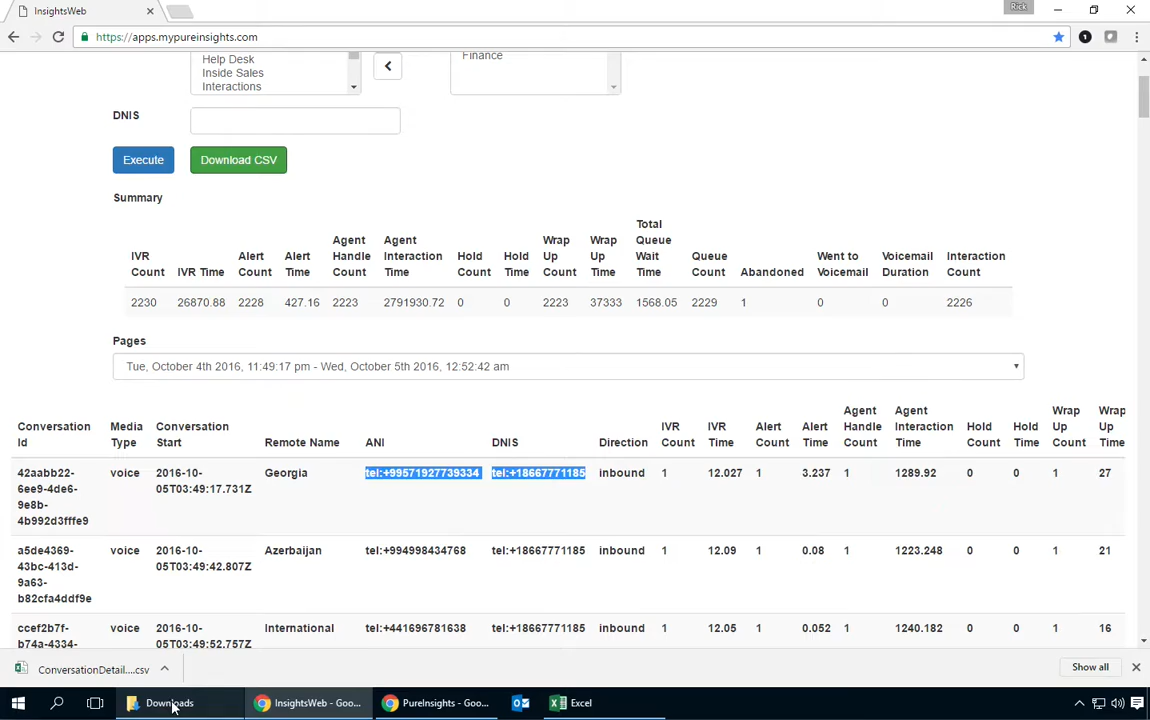 InsightsWeb
Rick
https://apps.mypureinsights.com
Help Desk
Inside Sales
Interactions
Finance
DNIS
Execute
Download CSV
Summary
IVR Count IVR Time Alert Count Alert Time Agent Handle Count Agent Interaction Time Hold Count Hold Time Wrap Up Count Wrap Up Time Total Queue Wait Time Queue Count Abandoned Went to Voicemail Voicemail Duration Interaction Count
2230 26870.88 2228 427.16 2223 2791930.72 0 0 2223 37333 1568.05 2229 1 0 0 2226
Pages
Tue, October 4th 2016, 11:49:17 pm - Wed, October 5th 2016, 12:52:42 am
Conversation Id Media Type Conversation Start Remote Name ANI DNIS Direction IVR Count IVR Time Alert Count Alert Time Agent Handle Count Agent Interaction Time Hold Count Hold Time Wrap Up Count Wrap Up Time
42aabb22-6ee9-4de6-9e8b-4b992d3fffe9 voice 2016-10-05T03:49:17.731Z Georgia tel:+99571927739334 tel:+18667771185 inbound 1 12.027 1 3.237 1 1289.92 0 0 1 27
a5de4369-43bc-413d-9a63-b82cfa4ddf9e voice 2016-10-05T03:49:42.807Z Azerbaijan tel:+994998434768 tel:+18667771185 inbound 1 12.09 1 0.08 1 1223.248 0 0 1 21
ccef2b7f-b74a-4334- voice 2016-10-05T03:49:52.757Z International tel:+441696781638 tel:+18667771185 inbound 1 12.05 1 0.052 1 1240.182 0 0 1 16
ConversationDetail....csv
Show all
Downloads
InsightsWeb - Goo...
PureInsights - Goo...
Excel